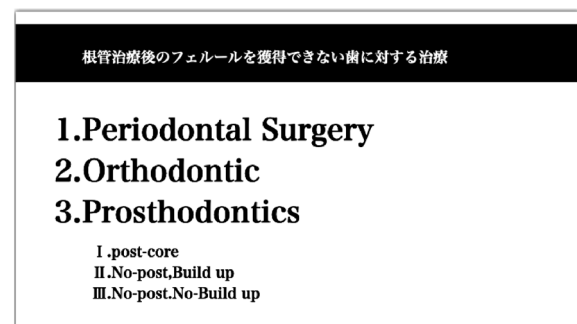 根管治療後のフェルールを獲得できない歯に対する治療
1.Periodontal Surgery
2.Orthodontic
3.Prosthodontics
Ⅰ.post-core
Ⅱ.No-post,Build up
Ⅲ.No-post.No-Build up